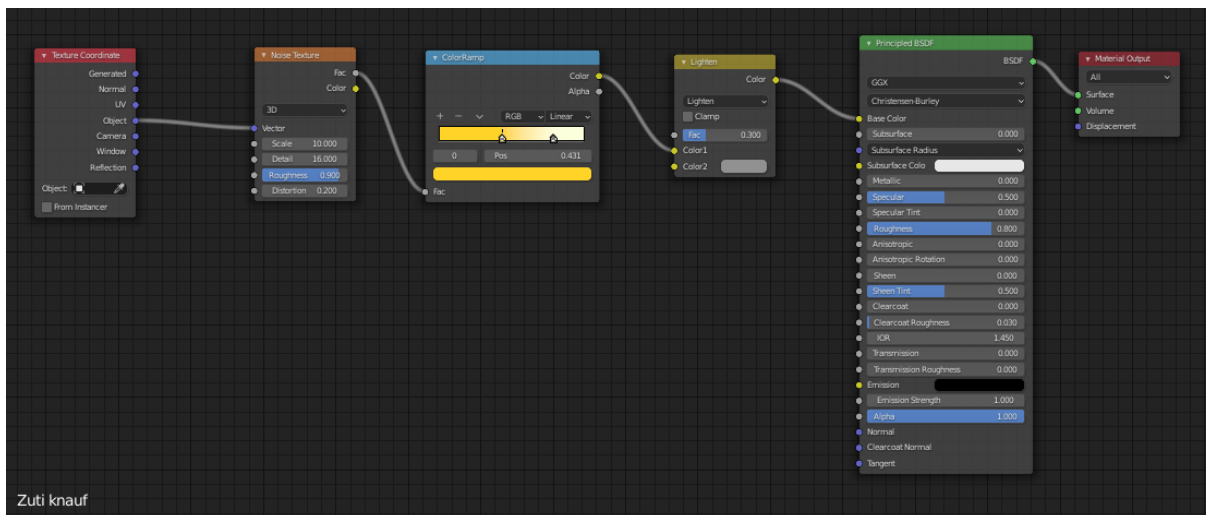 Texture Coordinate
Generated
Normal
UV
Object
Camera
Window
Reflection
Object:
From Instancer
Noise Texture
Fac
Color
3D
Vector
Scale 10.000
Detail 16.000
Roughness 0.900
Distortion 0.200
ColorRamp
Color
Alpha
RGB Linear
0 Pos 0.431
Fac
Lighten
Color
Lighten
Clamp
Fac 0.300
Color1
Color2
Principled BSDF
BSDF
GGX
Christensen-Burley
Base Color
Subsurface 0.000
Subsurface Radius
Subsurface Colo
Metallic 0.000
Specular 0.500
Specular Tint 0.000
Roughness 0.800
Anisotropic 0.000
Anisotropic Rotation 0.000
Sheen 0.000
Sheen Tint 0.500
Clearcoat 0.000
Clearcoat Roughness 0.030
IOR 1.450
Transmission 0.000
Transmission Roughness 0.000
Emission
Emission Strength 1.000
Alpha 1.000
Normal
Clearcoat Normal
Tangent
Material Output
All
Surface
Volume
Displacement
Zuti knauf